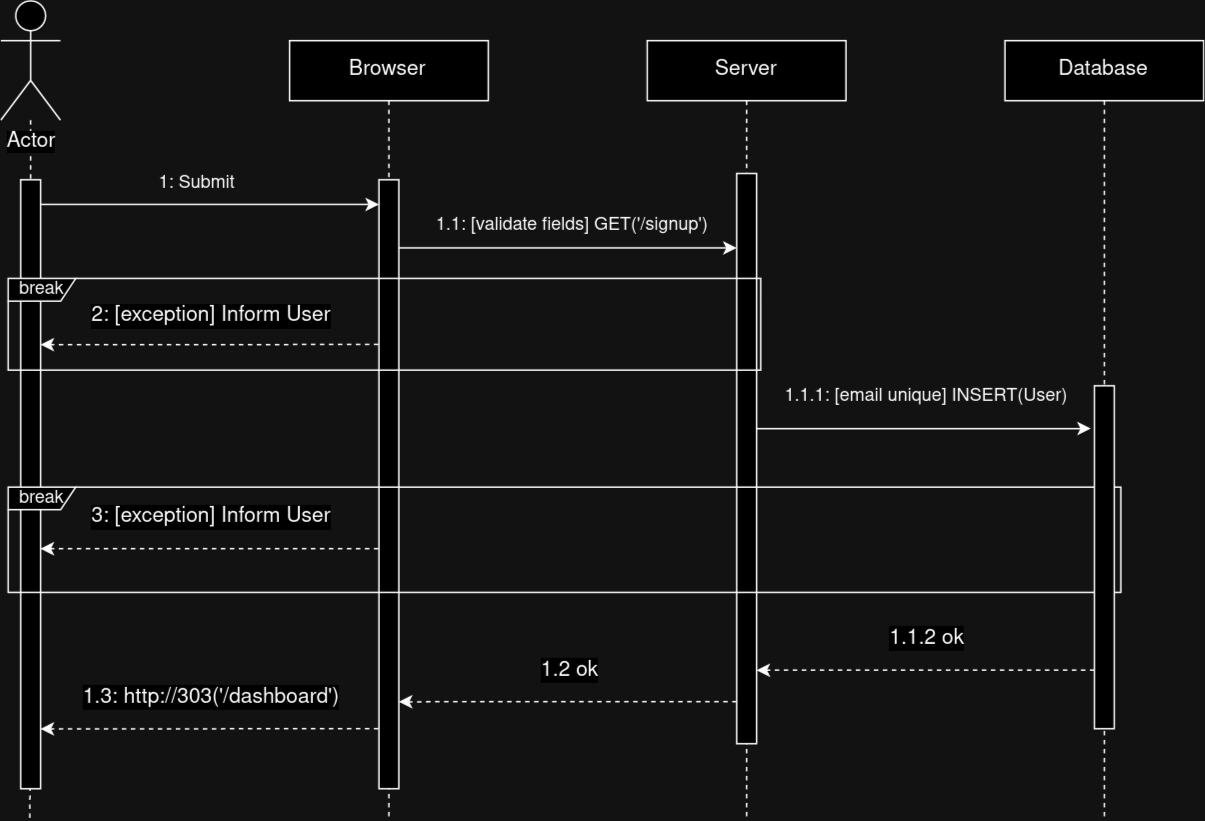 Browser
Server
Database
Actor
1: Submit
1.1: [validate fields] GET('/signup')
break
2: [exception] Inform User
1.1.1: [email unique] INSERT(User)
break
3: [exception] Inform User
1.1.2 ok
1.2 ok
1.3: http://303('/dashboard')